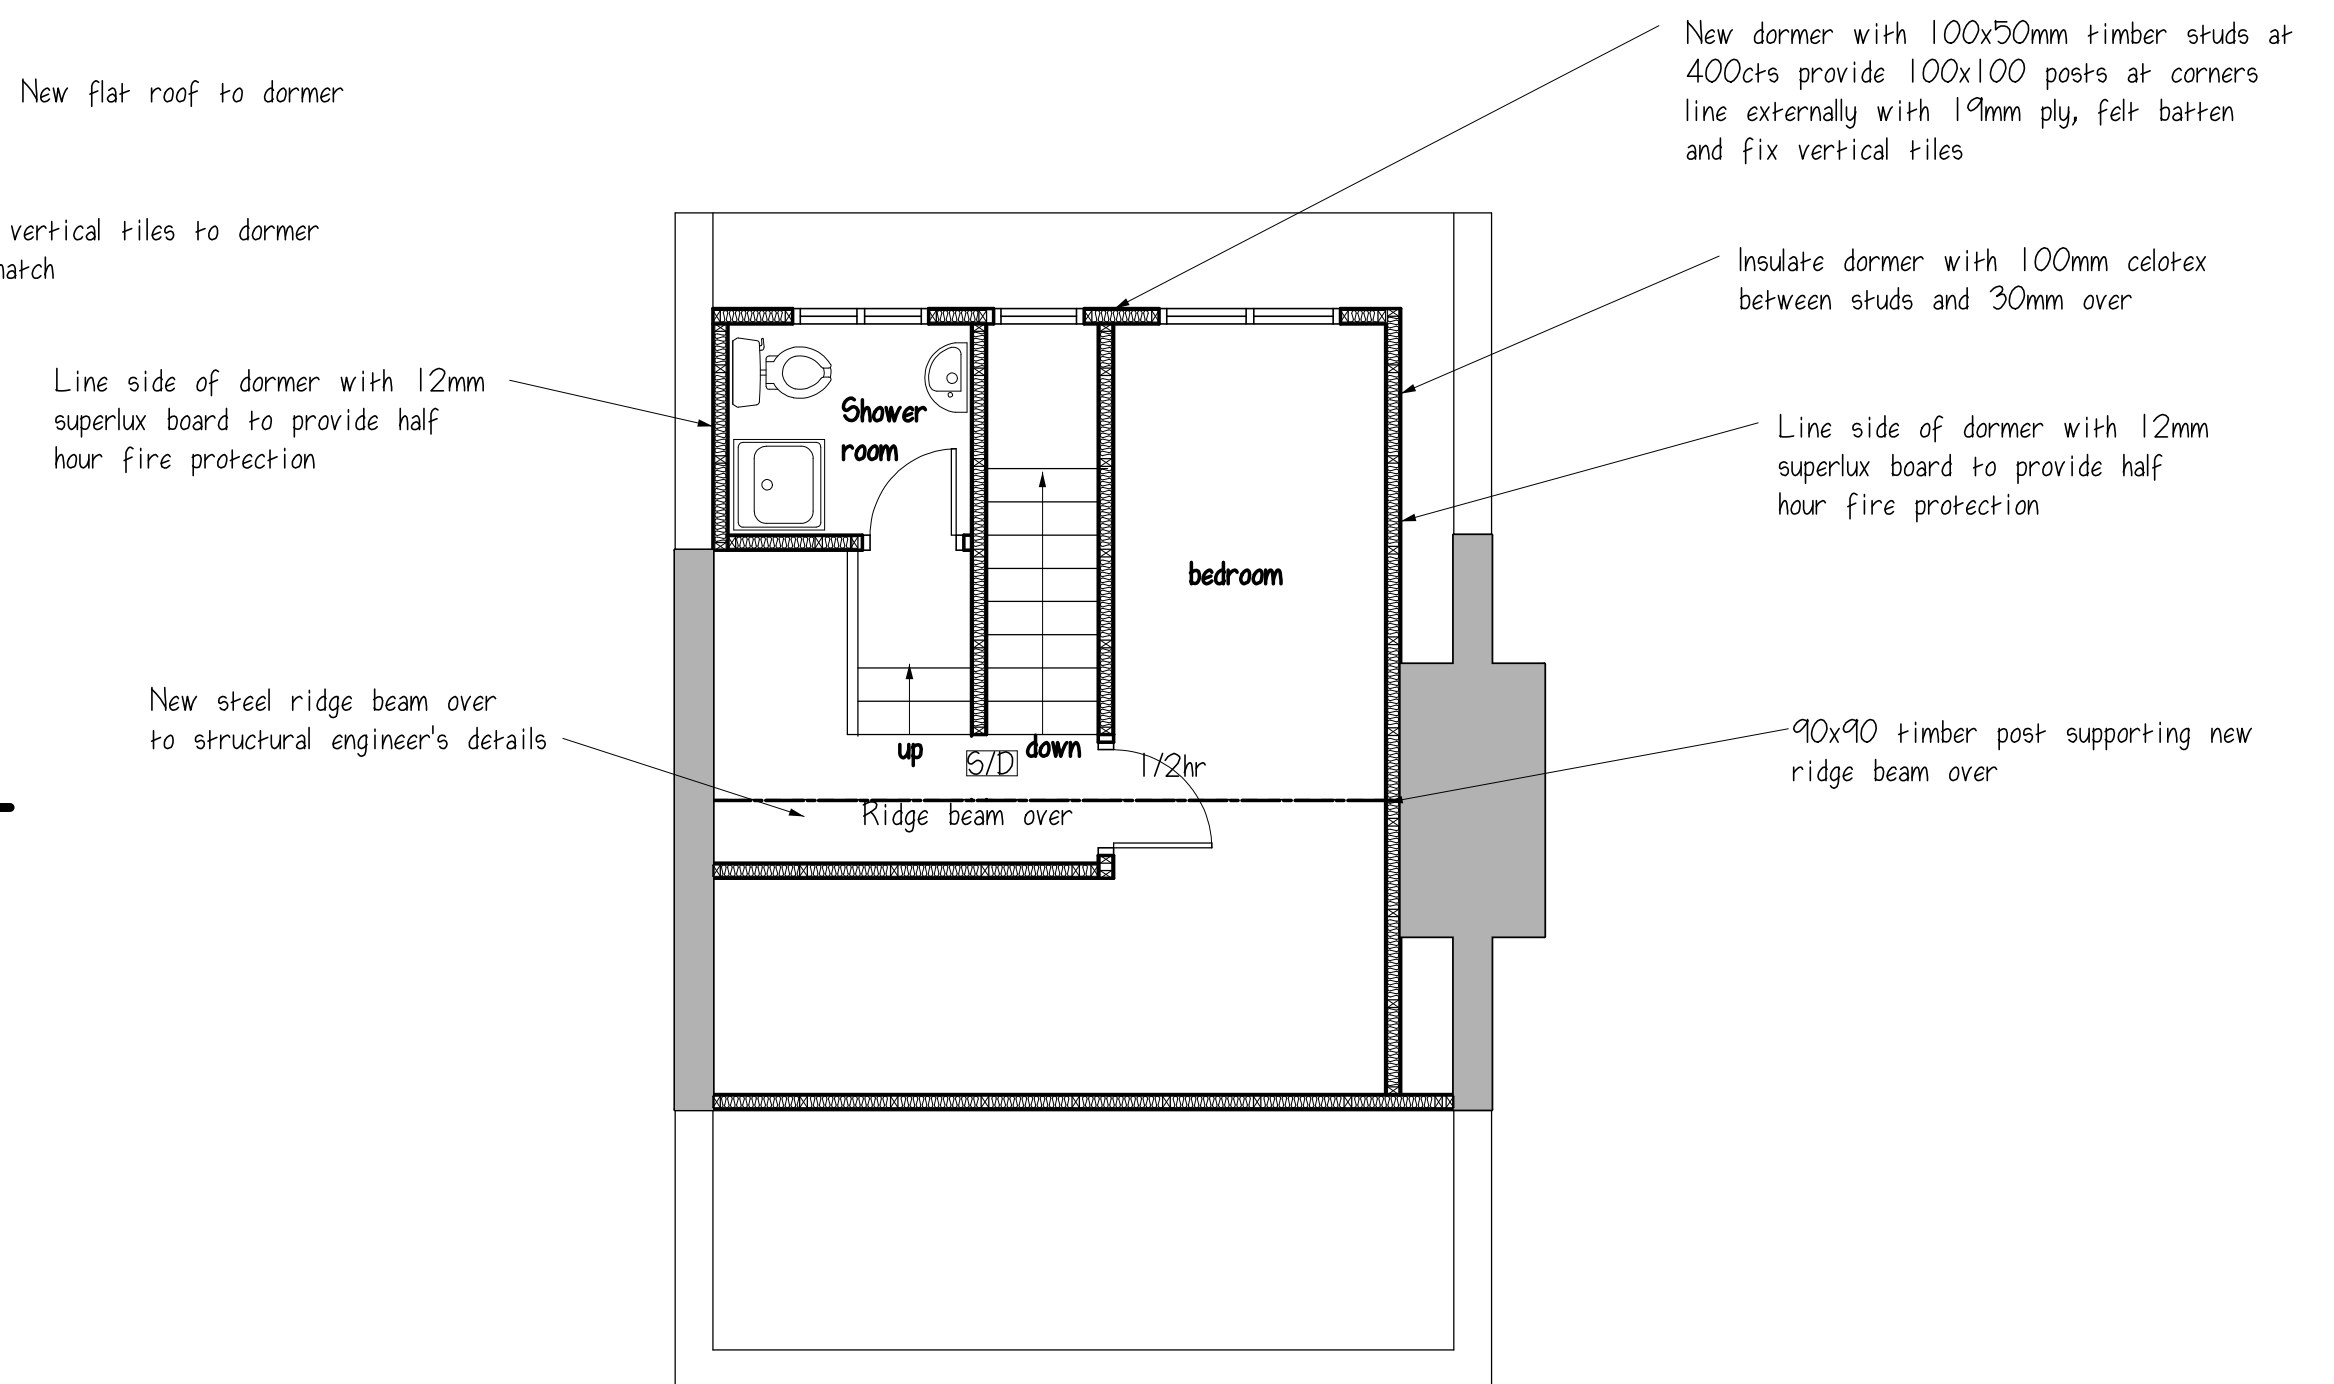 New flat roof to dormer
vertical tiles to dormer
match
Line side of dormer with 12mm
superlux board to provide half
hour fire protection
New steel ridge beam over
to structural engineer's details
New dormer with 100x50mm timber studs at
400cts provide 100x100 posts at corners
line externally with 19mm ply, felt batten
and fix vertical tiles
Insulate dormer with 100mm celotex
between studs and 30mm over
Line side of dormer with 12mm
superlux board to provide half
hour fire protection
90x90 timber post supporting new
ridge beam over
Shower
room
bedroom
up
S/D
down
1/2hr
Ridge beam over